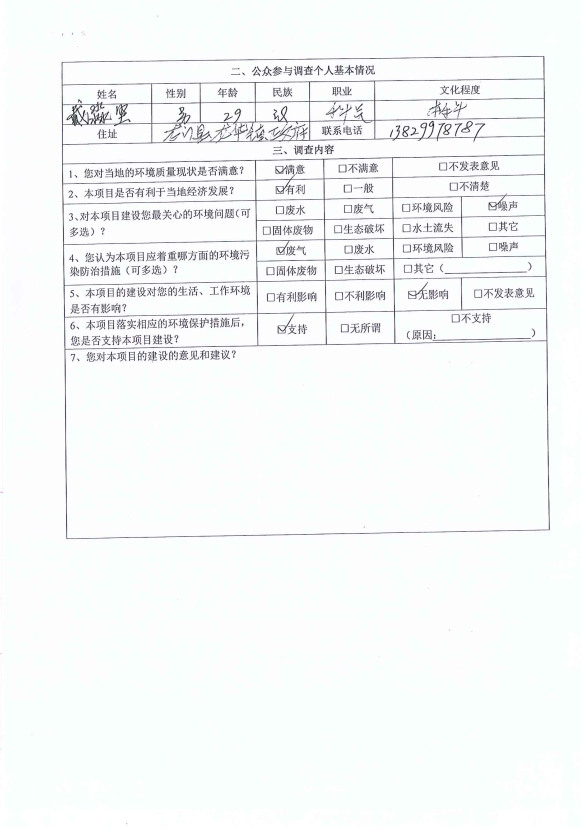 二、公众参与调查个人基本情况
姓名 性别 年龄 民族 职业 文化程度
男 29 汉
住址 联系电话 13829978787
三、调查内容
1、您对当地的环境质量现状是否满意? ☑满意 □不满意 □不发表意见
2、本项目是否有利于当地经济发展? ☑有利 □一般 □不清楚
3、对本项目建设您最关心的环境问题(可多选)? □废水 □废气 □环境风险 ☑噪声
□固体废物 □生态破坏 □水土流失 □其它
4、您认为本项目应着重哪方面的环境污染防治措施(可多选)? ☑废气 □废水 □环境风险 □噪声
□固体废物 □生态破坏 □其它(____)
5、本项目的建设对您的生活、工作环境是否有影响? □有利影响 □不利影响 ☑无影响 □不发表意见
6、本项目落实相应的环境保护措施后,您是否支持本项目建设? ☑支持 □无所谓 □不支持
(原因:____)
7、您对本项目的建设的意见和建议?